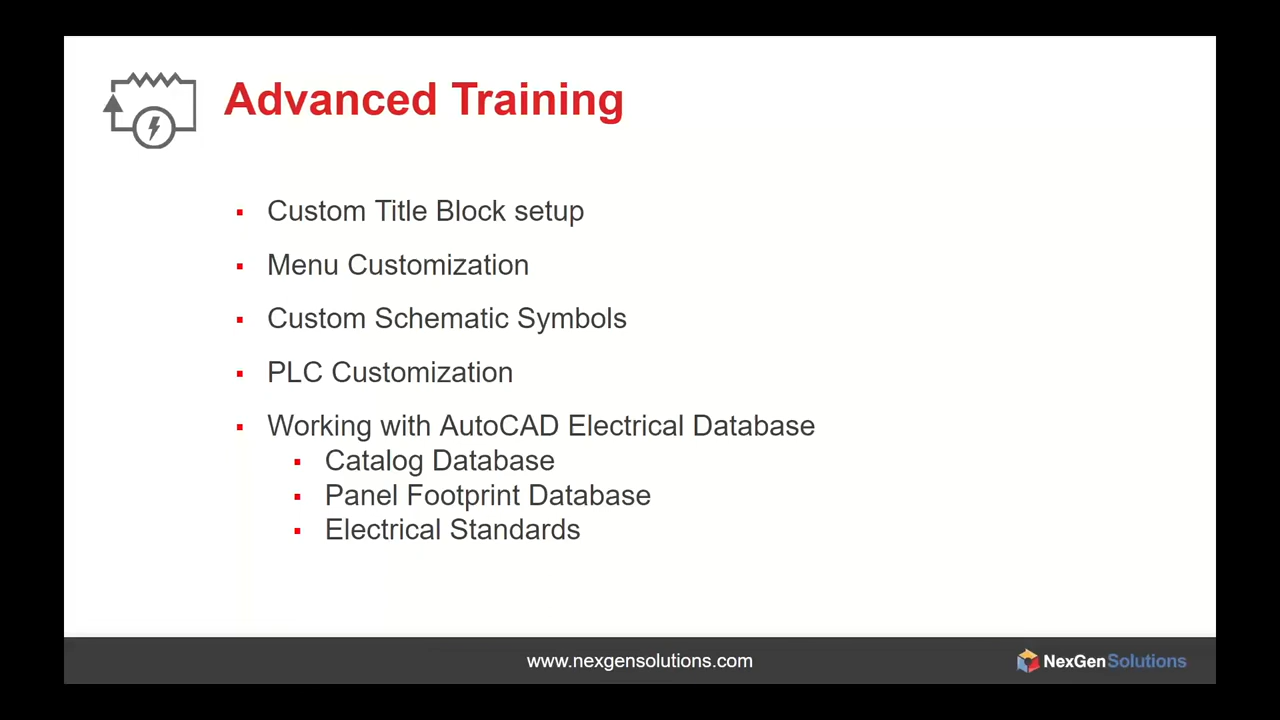 Advanced Training
Custom Title Block setup
Menu Customization
Custom Schematic Symbols
PLC Customization
Working with AutoCAD Electrical Database
Catalog Database
Panel Footprint Database
Electrical Standards
www.nexgensolutions.com
NexGenSolutions